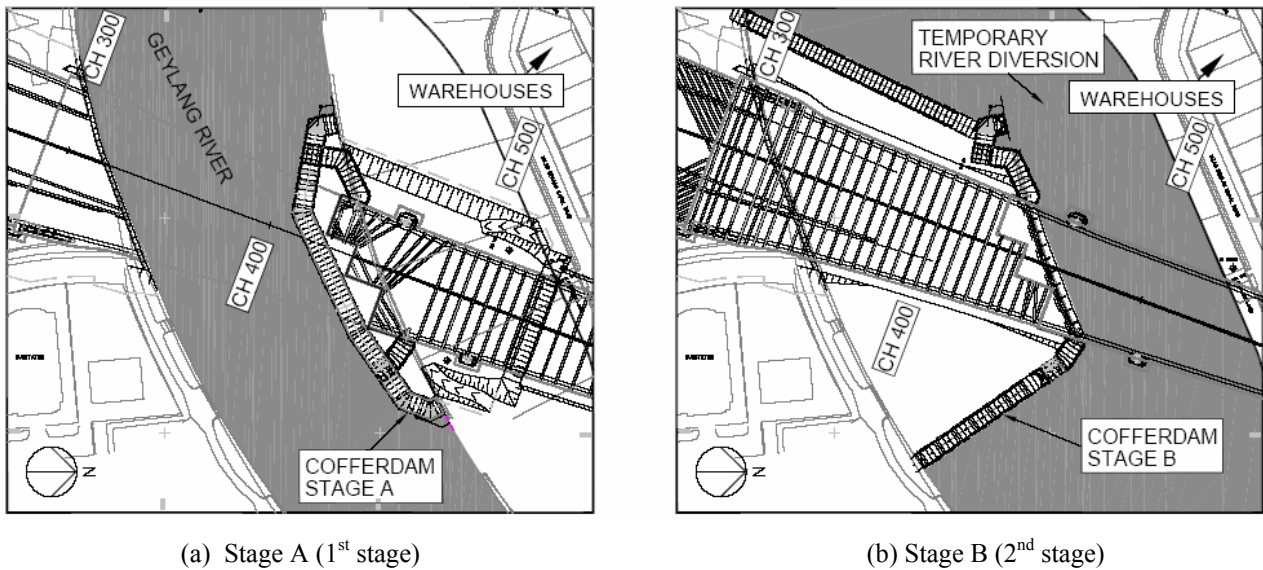 CH 300
GEYLANG RIVER
WAREHOUSES
CH 500
CH 400
N
COFFERDAM
STAGE A
CH 300
TEMPORARY
RIVER DIVERSION
WAREHOUSES
CH 500
CH 400
N
COFFERDAM
STAGE B
(a) Stage A (1st stage)
(b) Stage B (2nd stage)